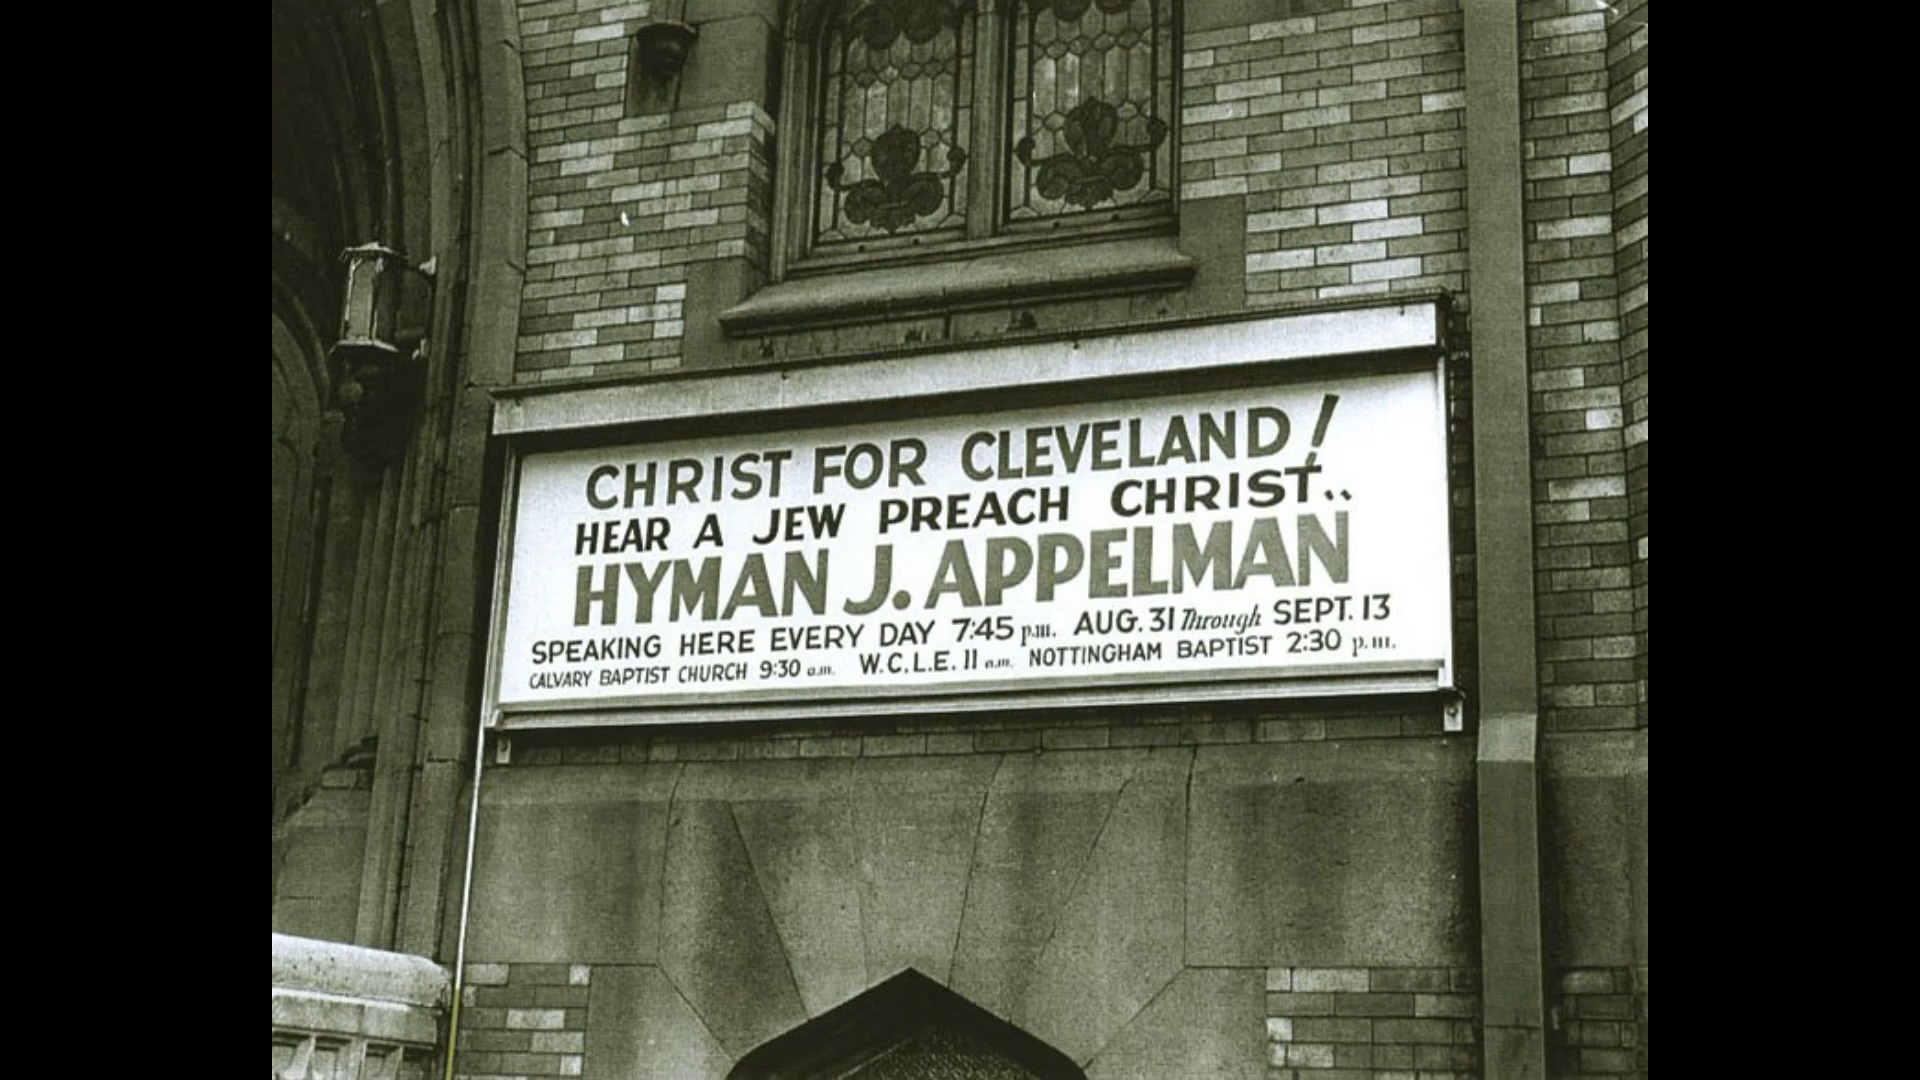 CHRIST FOR CLEVELAND!
HEAR A JEW PREACH CHRIST..
HYMAN J. APPELMAN
SPEAKING HERE EVERY DAY 7:45 p.m. AUG. 31 Through SEPT. 13
CALVARY BAPTIST CHURCH 9:30 a.m. W.C.L.E. 11 a.m. NOTTINGHAM BAPTIST 2:30 p.m.